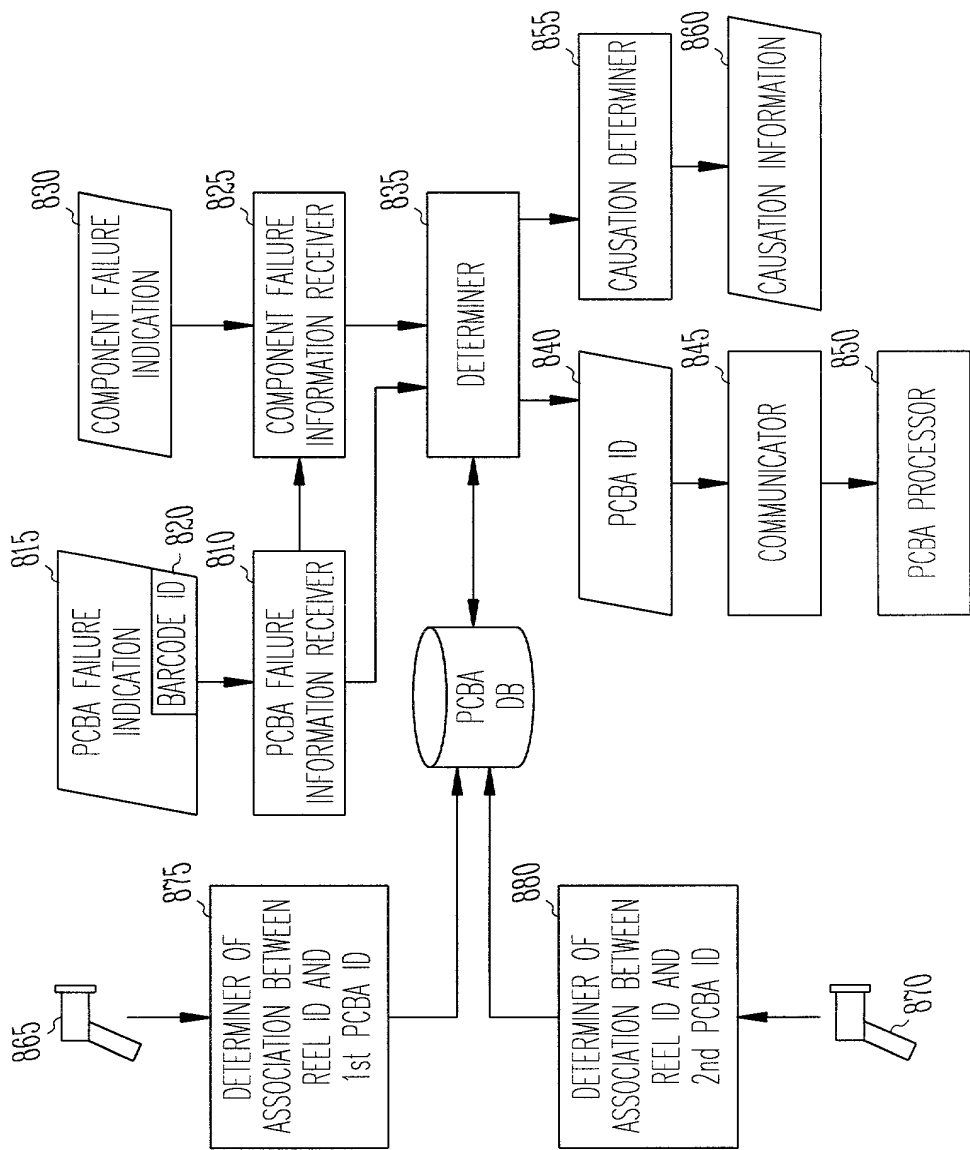 815
PCBA FAILURE
INDICATION
820
BARCODE ID
830
COMPONENT FAILURE
INDICATION
810
PCBA FAILURE
INFORMATION RECEIVER
825
COMPONENT FAILURE
INFORMATION RECEIVER
865
875
DETERMINER OF
ASSOCIATION BETWEEN
REEL ID AND
1st PCBA ID
PCBA
DB
835
DETERMINER
880
DETERMINER OF
ASSOCIATION BETWEEN
REEL ID AND
2nd PCBA ID
870
840
PCBA ID
855
CAUSATION DETERMINER
845
COMMUNICATOR
860
CAUSATION INFORMATION
850
PCBA PROCESSOR